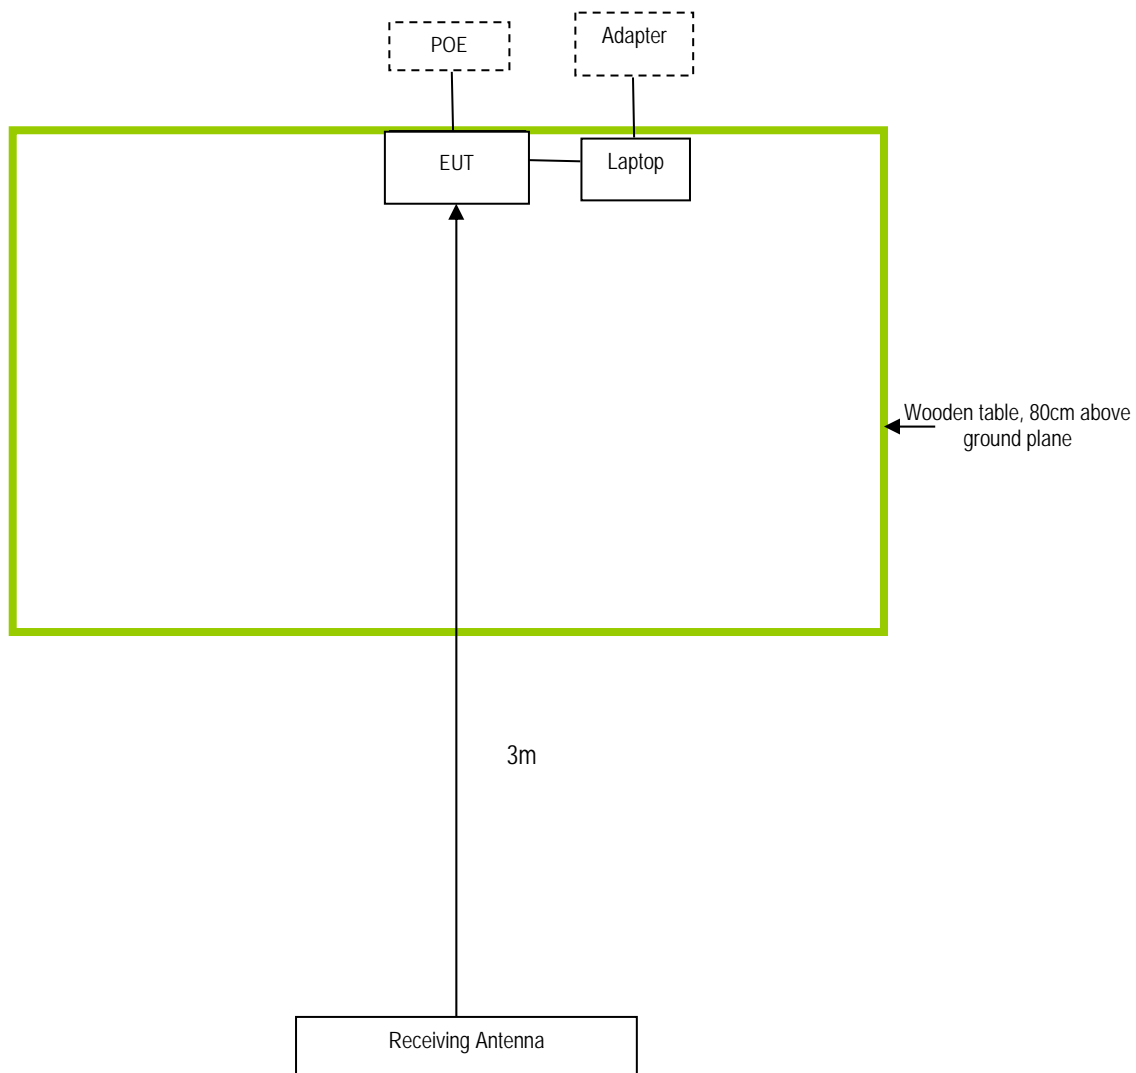 POE
Adapter
EUT
Laptop
Wooden table, 80cm above
ground plane
3m
Receiving Antenna